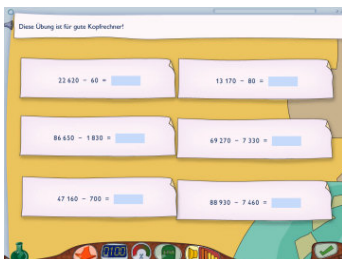 Diese Übung ist für gute Kopfrechner!
22 620 - 60 =
13 170 - 80 =
86 650 - 1 830 =
69 270 - 7 330 =
47 160 - 700 =
88 930 - 7 460 =
0100